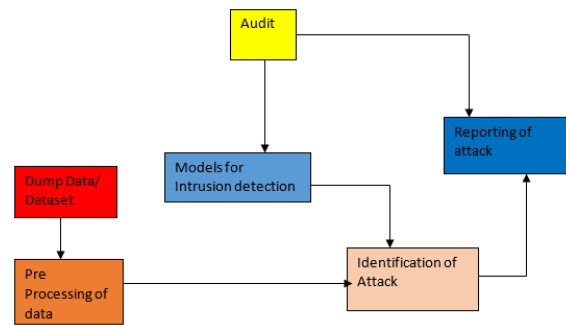 Audit
Reporting of
attack
Models for
Intrusion detection
Dump Data/
Dataset
Identification of
Attack
Pre
Processing of
data